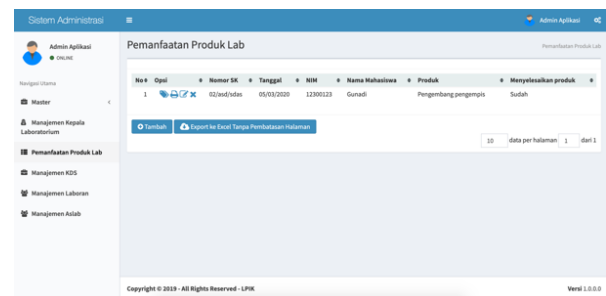 Sistem Administrasi
Admin Aplikasi
Admin Aplikasi
ONLINE
Pemanfaatan Produk Lab
Pemanfaatan Produk Lab
Navigasi Utama
Master
Manajemen Kepala
Laboratorium
Pemanfaatan Produk Lab
Manajemen KDS
Manajemen Laboran
Manajemen Aslab
No Opsi Nomor SK Tanggal NIM Nama Mahasiswa Produk Menyelesaikan produk
1 02/asd/sdas 05/03/2020 12300123 Gunadi Pengembang pengempis Sudah
Tambah Export ke Excel Tanpa Pembatasan Halaman
10 data per halaman 1 dari 1
Copyright © 2019 - All Rights Reserved - LPIK Versi 1.0.0.0